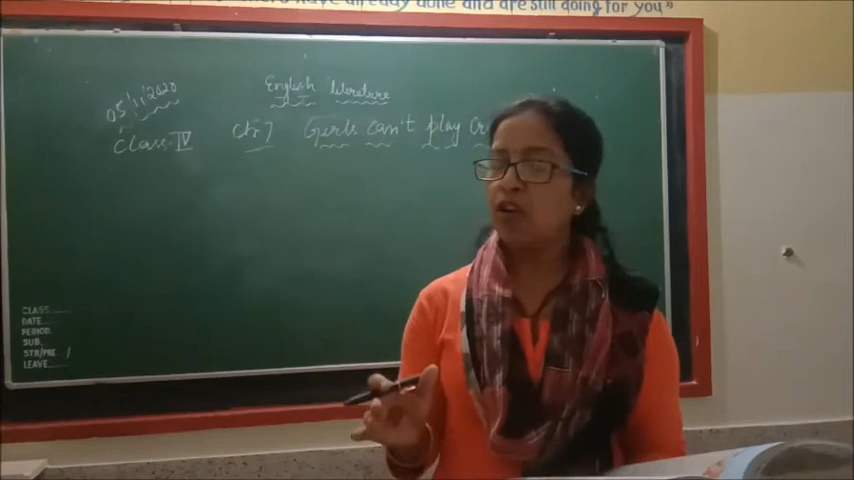 have already done and are still doing for you"
05/11/2020
English literature
Class-IV Ch-7 Girls can't play
CLASS
DATE
PERIOD
SUB.
STR/PRE
LEAVE